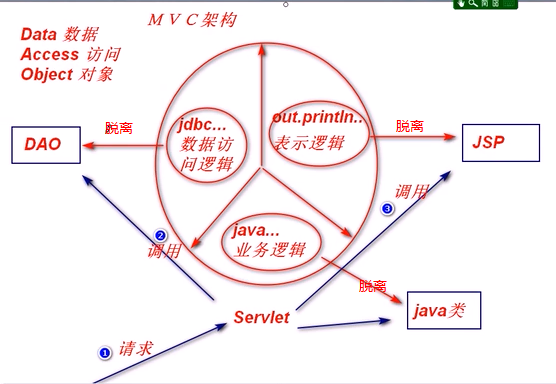 ＭＶＣ架构
Data 数据
Access 访问
Object 对象
脱离
jdbc...
数据访
问逻辑
out.println..
表示逻辑
脱离
DAO
JSP
调用
③
②
调用
java...
业务逻辑
脱离
java类
Servlet
①
请求